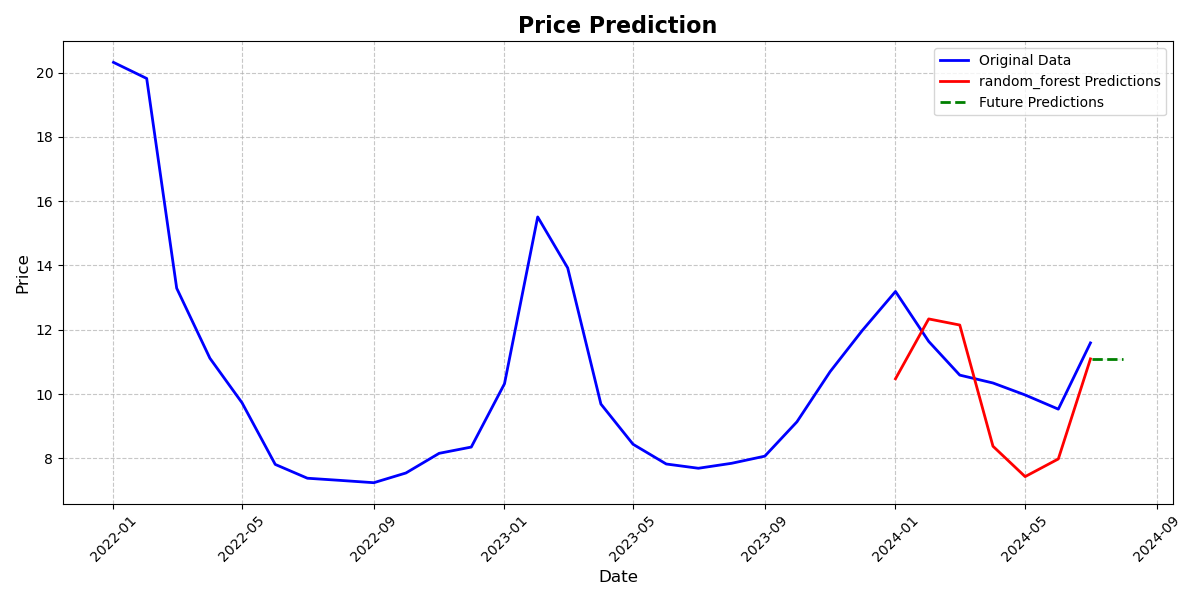 Price Prediction
Original Data
random_forest Predictions
Future Predictions
Price
20
18
16
14
12
10
8
2022-01
2022-05
2022-09
2023-01
2023-05
2023-09
2024-01
2024-05
2024-09
Date